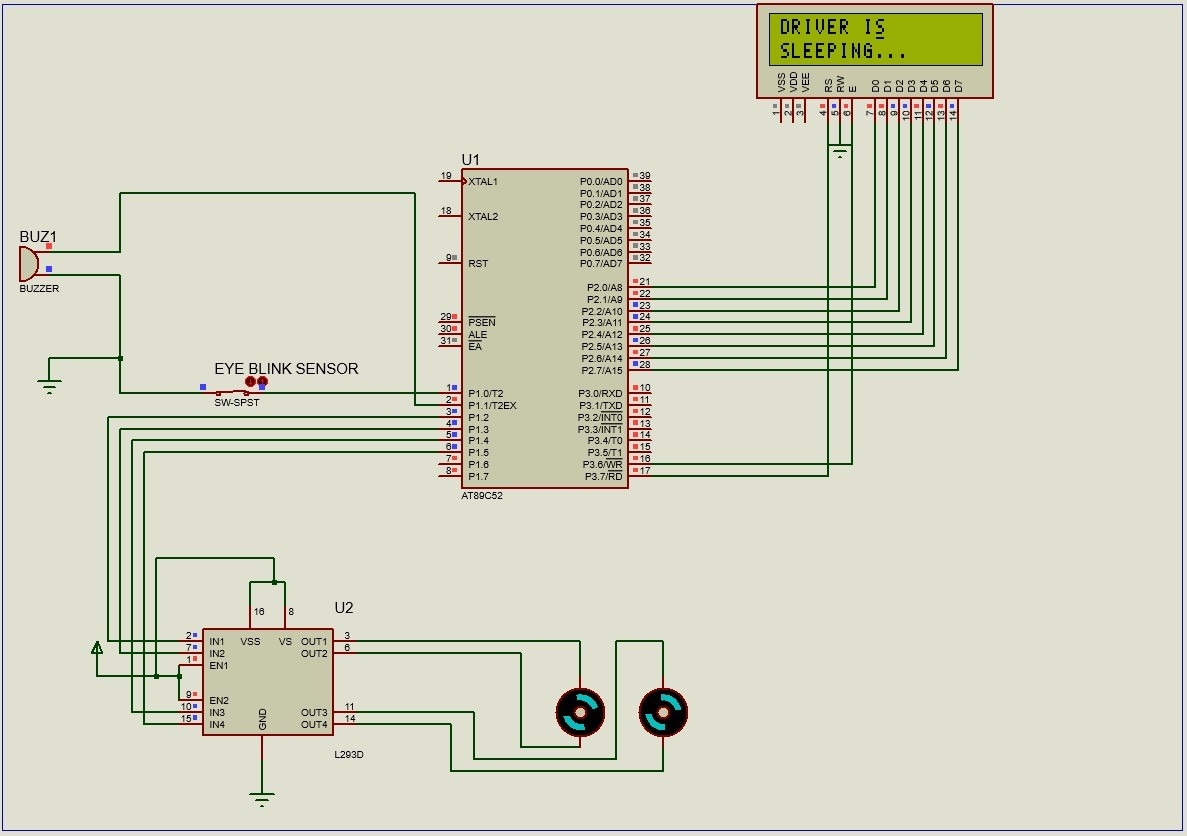 DRIVER IS
SLEEPING...
VSS VDD VEE RS RW E D0 D1 D2 D3 D4 D5 D6 D7
1 2 3 4 5 6 7 8 9 10 11 12 13 14
U1
19 XTAL1 P0.0/AD0 39
P0.1/AD1 38
P0.2/AD2 37
18 XTAL2 P0.3/AD3 36
P0.4/AD4 35
P0.5/AD5 34
P0.6/AD6 33
9 RST P0.7/AD7 32
P2.0/A8 21
P2.1/A9 22
P2.2/A10 23
29 PSEN P2.3/A11 24
30 ALE P2.4/A12 25
31 EA P2.5/A13 26
P2.6/A14 27
P2.7/A15 28
1 P1.0/T2 P3.0/RXD 10
2 P1.1/T2EX P3.1/TXD 11
3 P1.2 P3.2/INT0 12
4 P1.3 P3.3/INT1 13
5 P1.4 P3.4/T0 14
6 P1.5 P3.5/T1 15
7 P1.6 P3.6/WR 16
8 P1.7 P3.7/RD 17
AT89C52
BUZ1
BUZZER
EYE BLINK SENSOR
SW-SPST
U2
16 8
2 IN1 VSS VS OUT1 3
7 IN2 OUT2 6
1 EN1
9 EN2
10 IN3 OUT3 11
15 IN4 GND OUT4 14
L293D